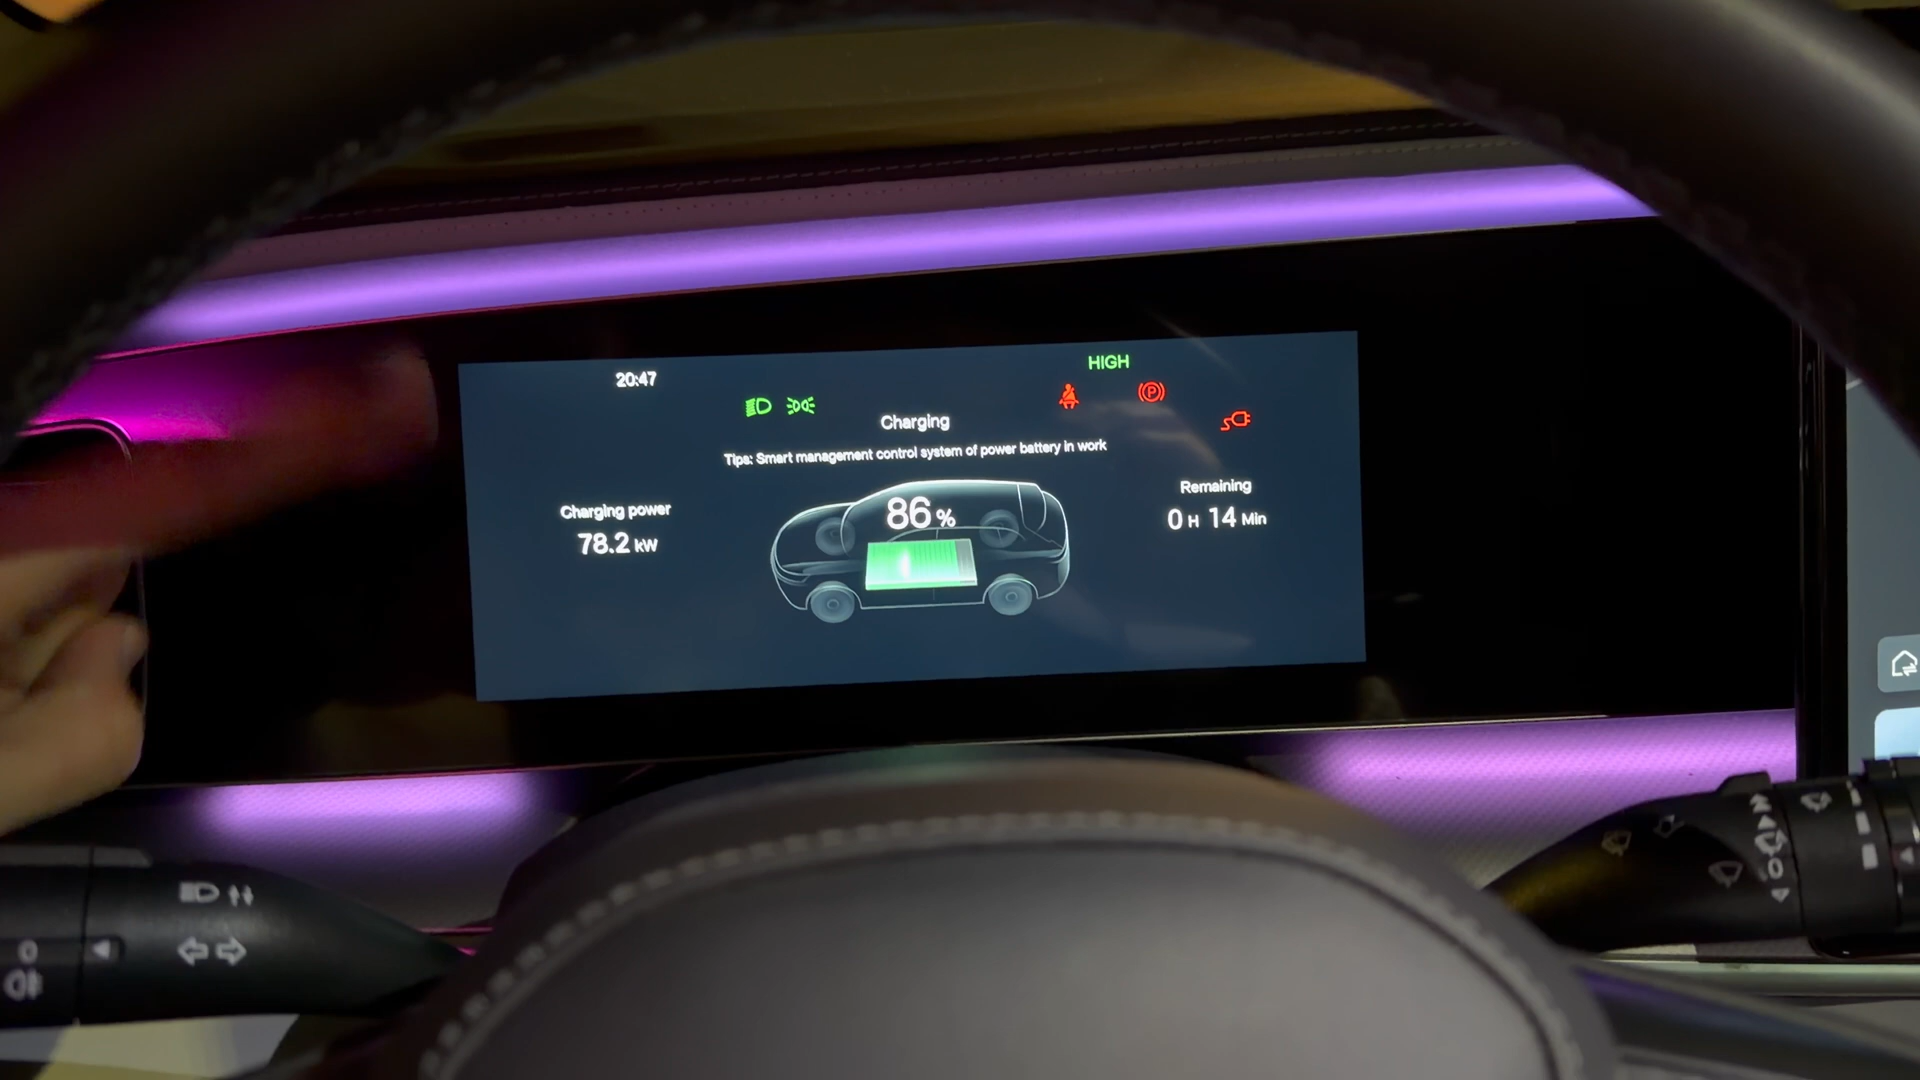 20:47
HIGH
Charging
Tips: Smart management control system of power battery in work
Charging power
78.2 kW
86 %
Remaining
0 H 14 Min